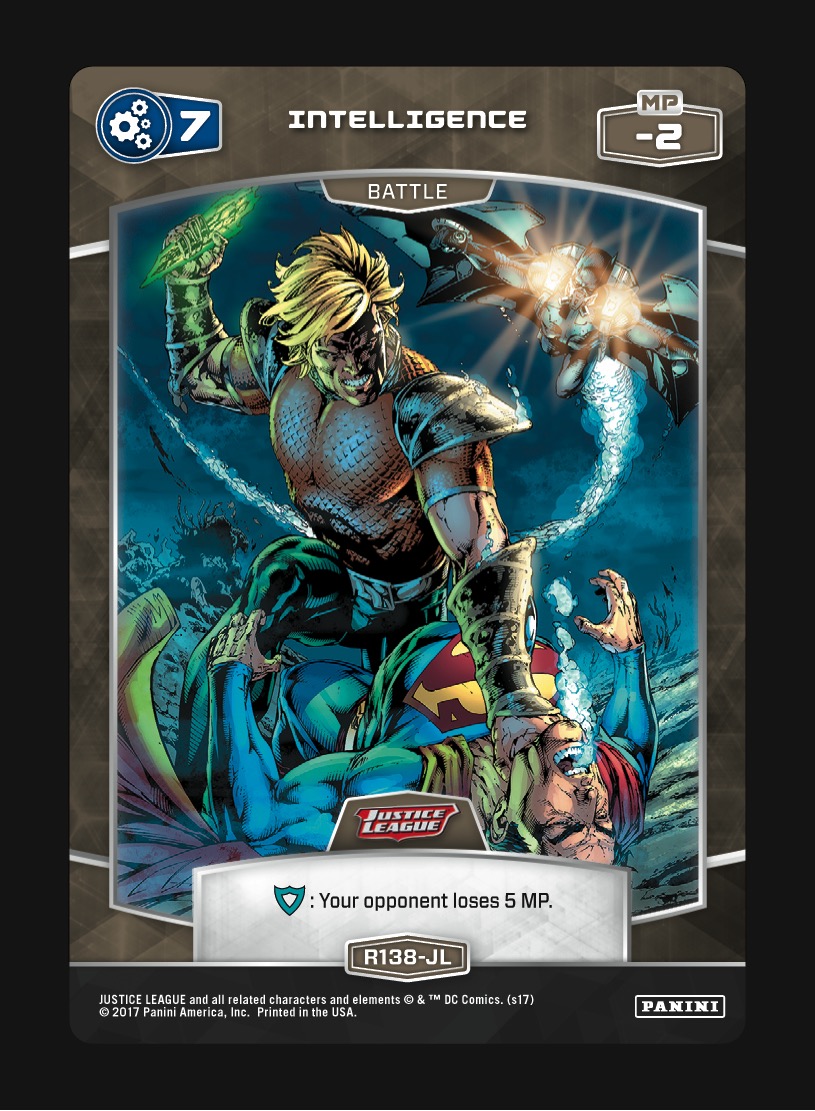 7
INTELLIGENCE
MP
-2
BATTLE
JUSTICE
LEAGUE
: Your opponent loses 5 MP.
R138-JL
JUSTICE LEAGUE and all related characters and elements © & ™ DC Comics. (s17)
© 2017 Panini America, Inc.  Printed in the USA.
PANINI